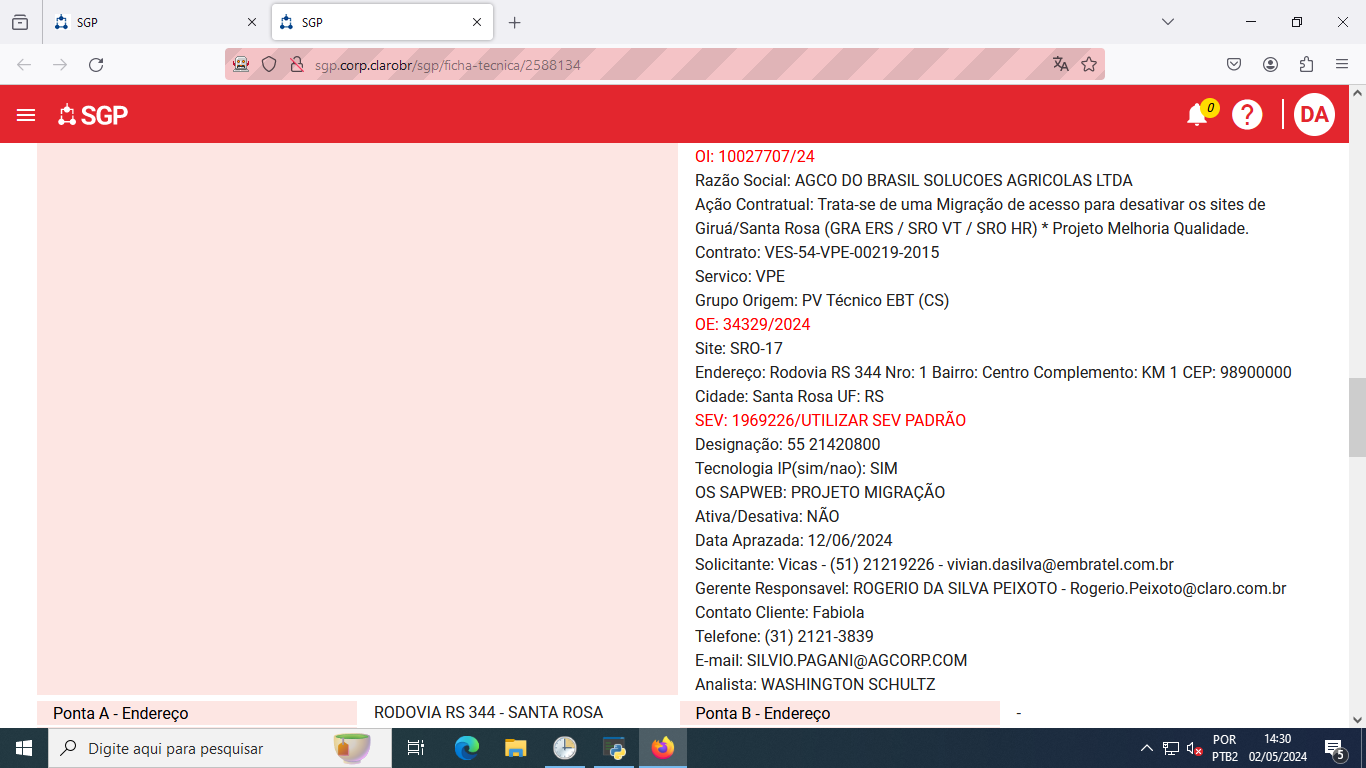 SGP
SGP
sgp.corp.clarobr/sgp/ficha-tecnica/2588134
SGP
0
?
DA
OI: 10027707/24
Razão Social: AGCO DO BRASIL SOLUCOES AGRICOLAS LTDA
Ação Contratual: Trata-se de uma Migração de acesso para desativar os sites de
Giruá/Santa Rosa (GRA ERS / SRO VT / SRO HR) * Projeto Melhoria Qualidade.
Contrato: VES-54-VPE-00219-2015
Servico: VPE
Grupo Origem: PV Técnico EBT (CS)
OE: 34329/2024
Site: SRO-17
Endereço: Rodovia RS 344 Nro: 1 Bairro: Centro Complemento: KM 1 CEP: 98900000
Cidade: Santa Rosa UF: RS
SEV: 1969226/UTILIZAR SEV PADRÃO
Designação: 55 21420800
Tecnologia IP(sim/nao): SIM
OS SAPWEB: PROJETO MIGRAÇÃO
Ativa/Desativa: NÃO
Data Aprazada: 12/06/2024
Solicitante: Vicas - (51) 21219226 - vivian.dasilva@embratel.com.br
Gerente Responsavel: ROGERIO DA SILVA PEIXOTO - Rogerio.Peixoto@claro.com.br
Contato Cliente: Fabiola
Telefone: (31) 2121-3839
E-mail: SILVIO.PAGANI@AGCORP.COM
Analista: WASHINGTON SCHULTZ
Ponta A - Endereço
RODOVIA RS 344 - SANTA ROSA
Ponta B - Endereço
-
Digite aqui para pesquisar
POR
PTB2
14:30
02/05/2024
5